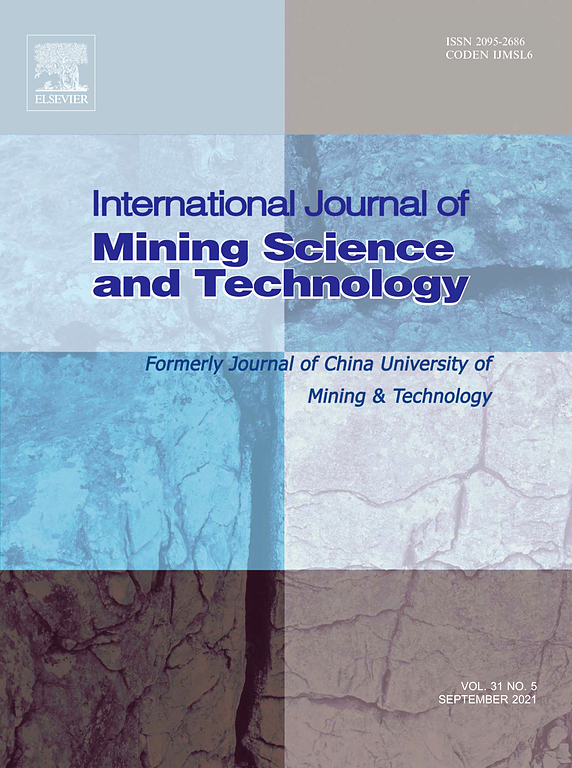 ISSN 2095-2686
CODEN IJMSL6
ELSEVIER
International Journal of
Mining Science
and Technology
Formerly Journal of China University of
Mining & Technology
VOL. 31 NO. 5
SEPTEMBER 2021